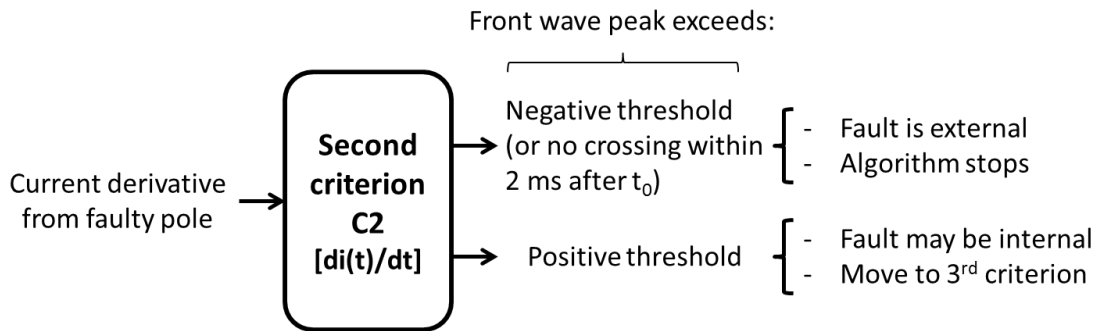 Front wave peak exceeds:
Current derivative
from faulty pole
Second
criterion
C2
[di(t)/dt]
Negative threshold
(or no crossing within
2 ms after t₀)
- Fault is external
- Algorithm stops
Positive threshold
- Fault may be internal
- Move to 3ʳᵈ criterion